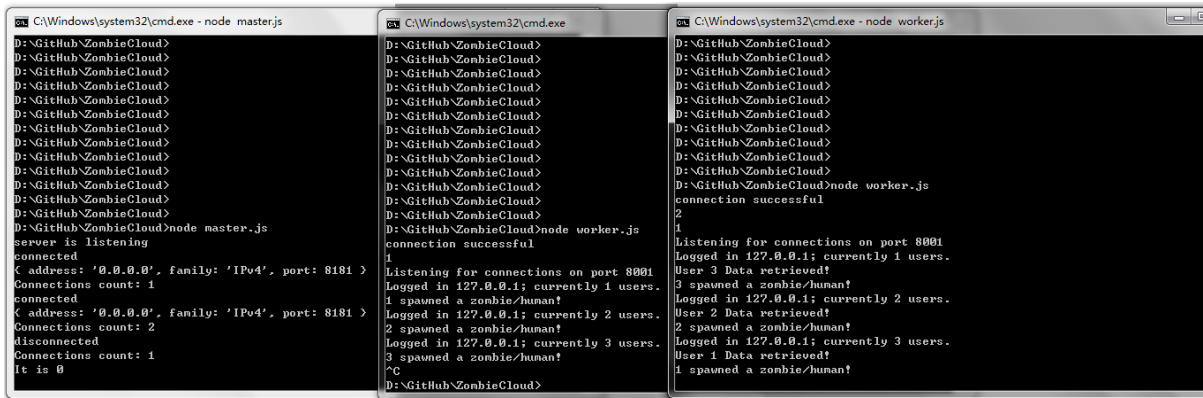 C:\Windows\system32\cmd.exe - node  master.js
D:\GitHub\ZombieCloud>
D:\GitHub\ZombieCloud>
D:\GitHub\ZombieCloud>
D:\GitHub\ZombieCloud>
D:\GitHub\ZombieCloud>
D:\GitHub\ZombieCloud>
D:\GitHub\ZombieCloud>
D:\GitHub\ZombieCloud>
D:\GitHub\ZombieCloud>
D:\GitHub\ZombieCloud>
D:\GitHub\ZombieCloud>
D:\GitHub\ZombieCloud>
D:\GitHub\ZombieCloud>
D:\GitHub\ZombieCloud>node master.js
server is listening
connected
{ address: '0.0.0.0', family: 'IPv4', port: 8181 }
Connections count: 1
connected
{ address: '0.0.0.0', family: 'IPv4', port: 8181 }
Connections count: 2
disconnected
Connections count: 1
It is 0
C:\Windows\system32\cmd.exe
D:\GitHub\ZombieCloud>
D:\GitHub\ZombieCloud>
D:\GitHub\ZombieCloud>
D:\GitHub\ZombieCloud>
D:\GitHub\ZombieCloud>
D:\GitHub\ZombieCloud>
D:\GitHub\ZombieCloud>
D:\GitHub\ZombieCloud>
D:\GitHub\ZombieCloud>
D:\GitHub\ZombieCloud>
D:\GitHub\ZombieCloud>
D:\GitHub\ZombieCloud>
D:\GitHub\ZombieCloud>
D:\GitHub\ZombieCloud>node worker.js
connection successful
1
Listening for connections on port 8001
Logged in 127.0.0.1; currently 1 users.
1 spawned a zombie/human!
Logged in 127.0.0.1; currently 2 users.
2 spawned a zombie/human!
Logged in 127.0.0.1; currently 3 users.
3 spawned a zombie/human!
^C
D:\GitHub\ZombieCloud>
C:\Windows\system32\cmd.exe - node  worker.js
D:\GitHub\ZombieCloud>
D:\GitHub\ZombieCloud>
D:\GitHub\ZombieCloud>
D:\GitHub\ZombieCloud>
D:\GitHub\ZombieCloud>
D:\GitHub\ZombieCloud>
D:\GitHub\ZombieCloud>
D:\GitHub\ZombieCloud>
D:\GitHub\ZombieCloud>
D:\GitHub\ZombieCloud>
D:\GitHub\ZombieCloud>node worker.js
connection successful
2
1
Listening for connections on port 8001
Logged in 127.0.0.1; currently 1 users.
User 3 Data retrieved!
3 spawned a zombie/human!
Logged in 127.0.0.1; currently 2 users.
User 2 Data retrieved!
2 spawned a zombie/human!
Logged in 127.0.0.1; currently 3 users.
User 1 Data retrieved!
1 spawned a zombie/human!